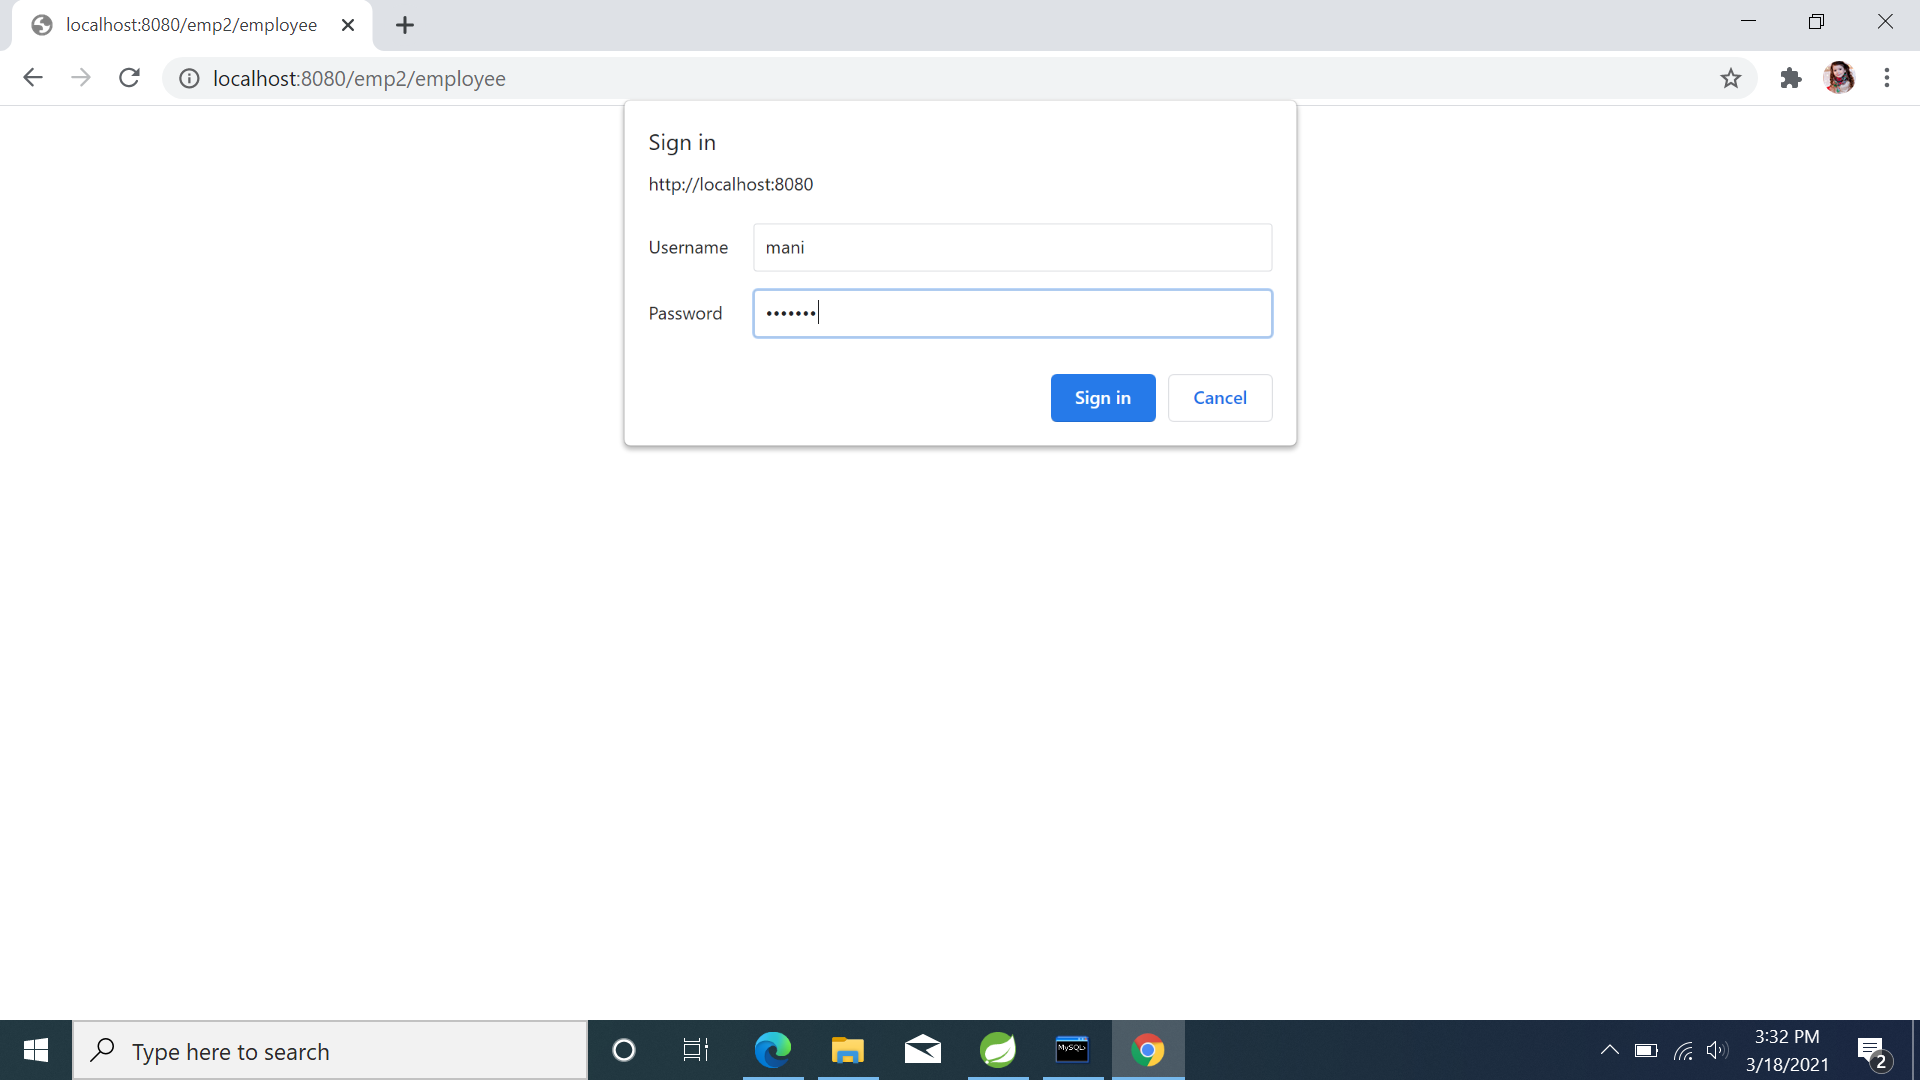 localhost:8080/emp2/employee
localhost:8080/emp2/employee
Sign in
http://localhost:8080
Username
mani
Password
•••••••
Sign in
Cancel
Type here to search
MySQL>
3:32 PM
3/18/2021
2